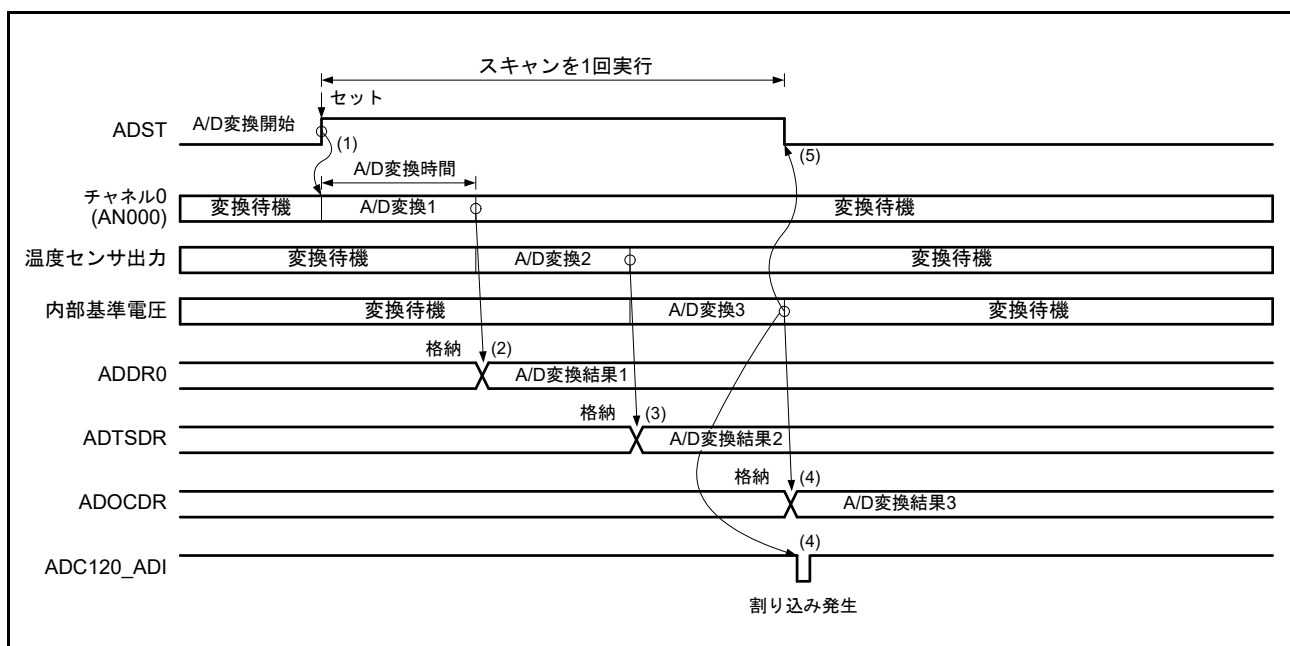 スキャンを1回実行
セット
ADST
A/D変換開始
(1)
(5)
A/D変換時間
チャネル0
(AN000)
変換待機
A/D変換1
変換待機
温度センサ出力
変換待機
A/D変換2
変換待機
内部基準電圧
変換待機
A/D変換3
変換待機
格納
(2)
ADDR0
A/D変換結果1
格納
(3)
ADTSDR
A/D変換結果2
格納
(4)
ADOCDR
A/D変換結果3
(4)
ADC120_ADI
割り込み発生